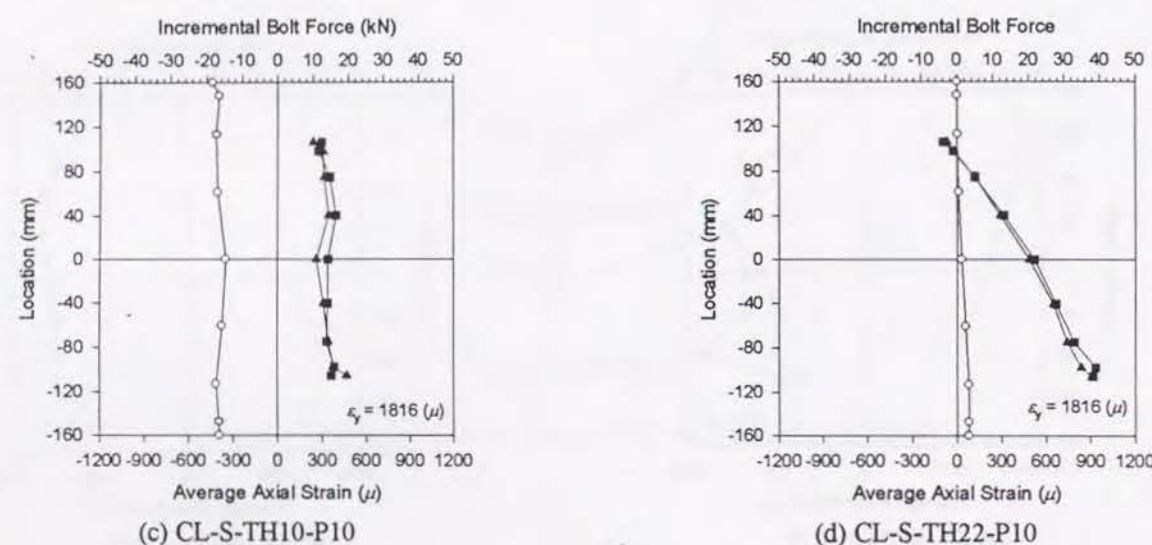 Incremental Bolt Force (kN)
-50 -40 -30 -20 -10 0 10 20 30 40 50
160
120
80
40
0
-40
-80
-120
-160
Location (mm)
εy = 1816 (μ)
-1200 -900 -600 -300 0 300 600 900 1200
Average Axial Strain (μ)
(c) CL-S-TH10-P10
Incremental Bolt Force
-50 -40 -30 -20 -10 0 10 20 30 40 50
160
120
80
40
0
-40
-80
-120
-160
Location (mm)
εy = 1816 (μ)
-1200 -900 -600 -300 0 300 600 900 1200
Average Axial Strain (μ)
(d) CL-S-TH22-P10